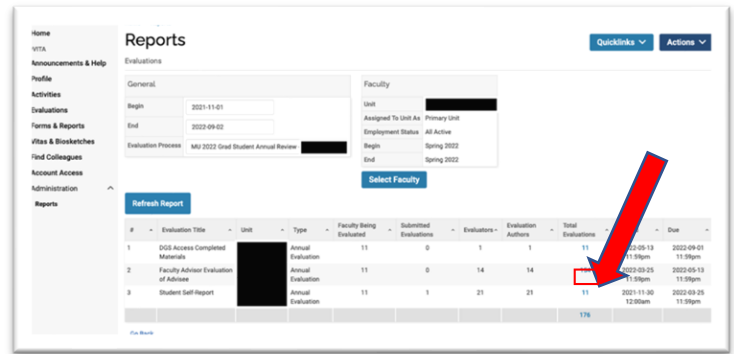 Home
VITA
Announcements & Help
Profile
Activities
Evaluations
Forms & Reports
Vitas & Biosketches
Find Colleagues
Account Access
Administration
Reports
Reports
Quicklinks
Actions
Evaluations
General
Begin 2021-11-01
End 2022-09-02
Evaluation Process MU 2022 Grad Student Annual Review
Faculty
Unit
Assigned To Unit As Primary Unit
Employment Status All Active
Begin Spring 2022
End Spring 2022
Select Faculty
Refresh Report
# Evaluation Title Unit Type Faculty Being Evaluated Submitted Evaluations Evaluators Evaluation Authors Total Evaluations Due
1 DGS Access Completed Materials Annual Evaluation 11 0 1 1 11 2022-05-13 11:59pm 2022-09-01 11:59pm
2 Faculty Advisor Evaluation of Advisee Annual Evaluation 11 0 14 14 2022-03-25 11:59pm 2022-05-13 11:59pm
3 Student Self-Report Annual Evaluation 11 1 21 21 11 2021-11-30 12:00am 2022-03-25 11:59pm
176
Go Back